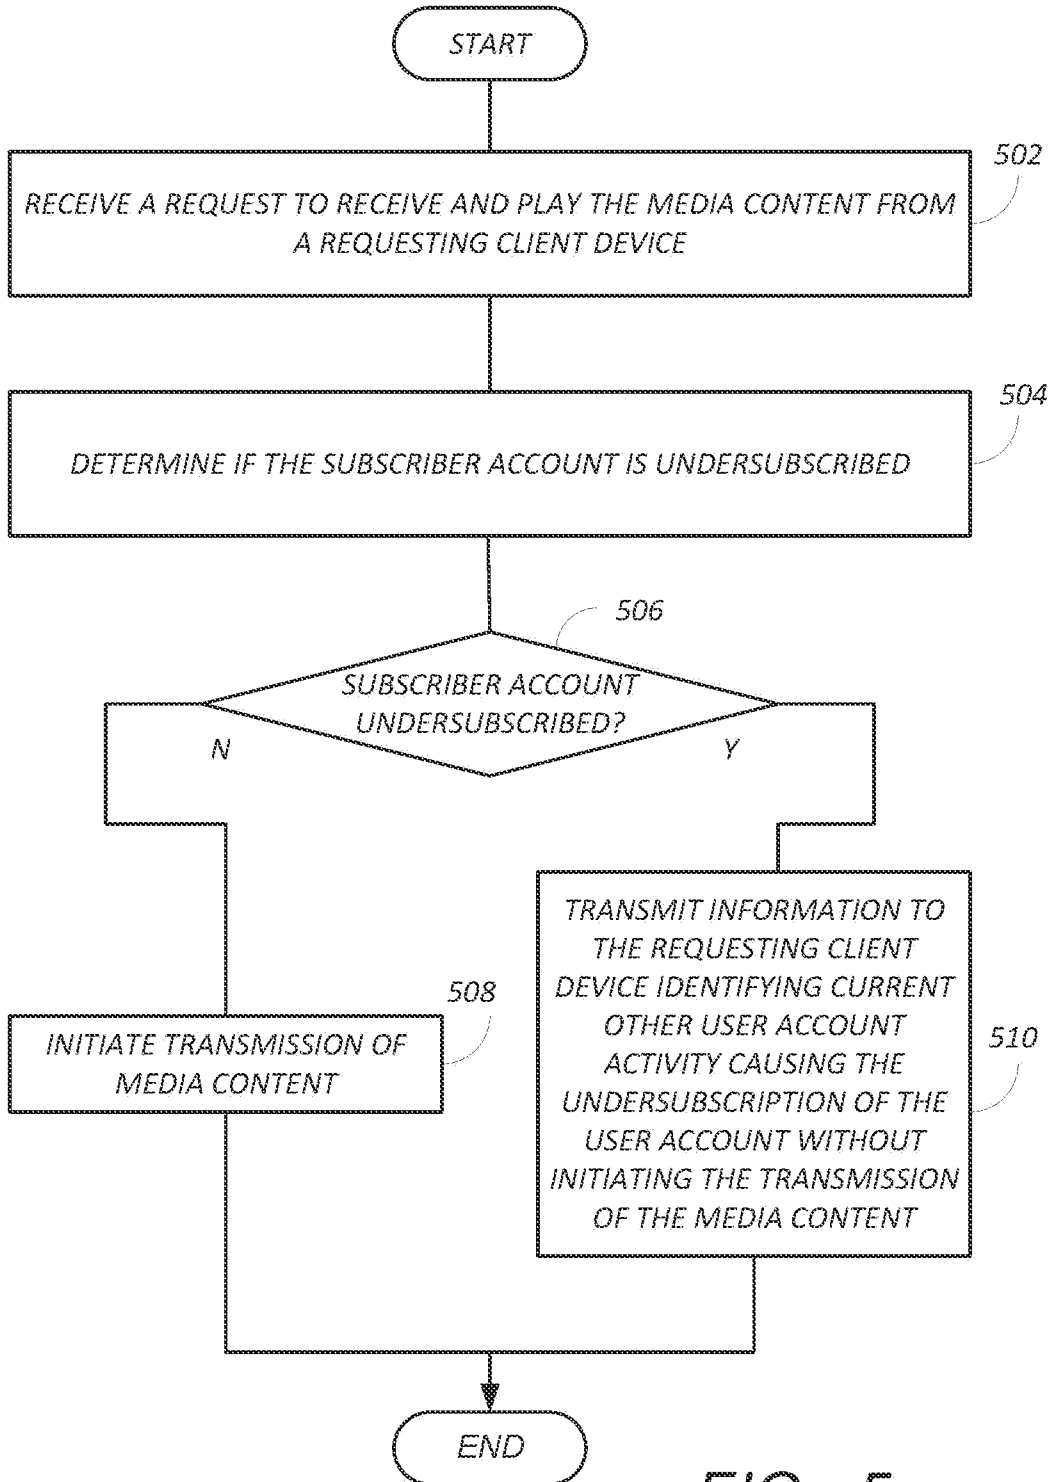 START
502
RECEIVE A REQUEST TO RECEIVE AND PLAY THE MEDIA CONTENT FROM
A REQUESTING CLIENT DEVICE
504
DETERMINE IF THE SUBSCRIBER ACCOUNT IS UNDERSUBSCRIBED
506
SUBSCRIBER ACCOUNT
UNDERSUBSCRIBED?
N
Y
508
INITIATE TRANSMISSION OF
MEDIA CONTENT
510
TRANSMIT INFORMATION TO
THE REQUESTING CLIENT
DEVICE IDENTIFYING CURRENT
OTHER USER ACCOUNT
ACTIVITY CAUSING THE
UNDERSUBSCRIPTION OF THE
USER ACCOUNT WITHOUT
INITIATING THE TRANSMISSION
OF THE MEDIA CONTENT
END